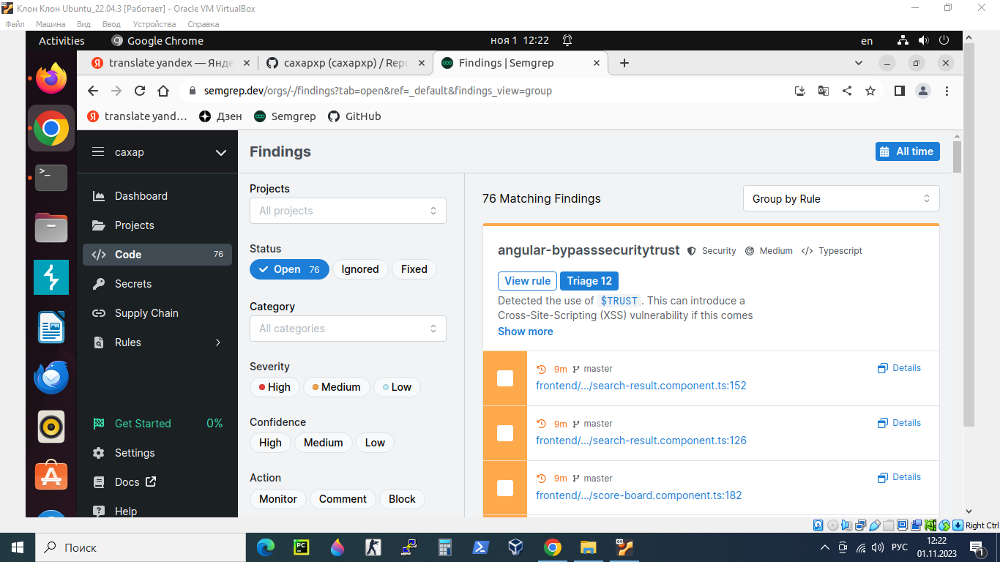 Клон Клон Ubuntu_22.04.3 [Работает] - Oracle VM VirtualBox
Файл Машина Вид Ввод Устройства Справка
Activities Google Chrome ноя 1 12:22 en
translate yandex — Янде
caxapxp (caxapxp) / Repo
Findings | Semgrep
semgrep.dev/orgs/-/findings?tab=open&ref=_default&findings_view=group
translate yand... Дзен Semgrep GitHub
caxap
Dashboard
Projects
Code 76
Secrets
Supply Chain
Rules
Get Started 0%
Settings
Docs
Help
Findings
All time
Projects
All projects
Status
Open 76 Ignored Fixed
Category
All categories
Severity
High Medium Low
Confidence
High Medium Low
Action
Monitor Comment Block
76 Matching Findings
Group by Rule
angular-bypasssecuritytrust Security Medium Typescript
View rule Triage 12
Detected the use of $TRUST. This can introduce a
Cross-Site-Scripting (XSS) vulnerability if this comes
Show more
9m master Details
frontend/.../search-result.component.ts:152
9m master Details
frontend/.../search-result.component.ts:126
9m master Details
frontend/.../score-board.component.ts:182
Right Ctrl
Поиск
РУС
12:22
01.11.2023
1